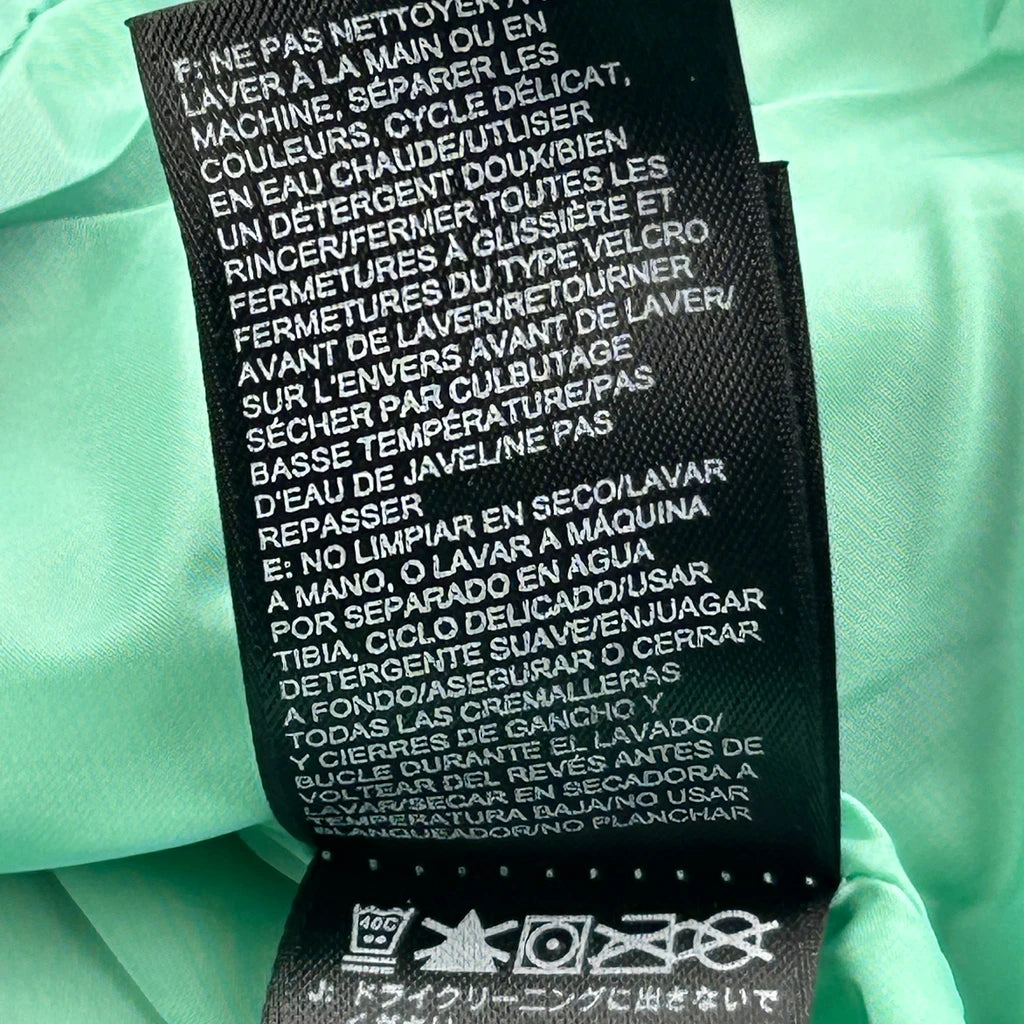 F: NE PAS NETTOYER À
LAVER À LA MAIN OU EN
MACHINE, SÉPARER LES
COULEURS, CYCLE DÉLICAT,
EN EAU CHAUDE/UTLISER
UN DÉTERGENT DOUX/BIEN
RINCER/FERMER TOUTES LES
FERMETURES À GLISSIÈRE ET
FERMETURES DU TYPE VELCRO
AVANT DE LAVER/RETOURNER
SUR L'ENVERS AVANT DE LAVER/
SÉCHER PAR CULBUTAGE
BASSE TEMPÉRATURE/PAS
D'EAU DE JAVEL/NE PAS
REPASSER
E: NO LIMPIAR EN SECO/LAVAR
A MANO, O LAVAR A MÁQUINA
POR SEPARADO EN AGUA
TIBIA, CICLO DELICADO/USAR
DETERGENTE SUAVE/ENJUAGAR
A FONDO/ASEGURAR O CERRAR
TODAS LAS CREMALLERAS
Y CIERRES DE GANCHO Y
BUCLE DURANTE EL LAVADO/
VOLTEAR DEL REVÉS ANTES DE
LAVAR/SECAR EN SECADORA A
TEMPERATURA BAJA/NO USAR
BLANQUEADOR/NO PLANCHAR
40C
J: ドライクリーニングに出さないで
ください